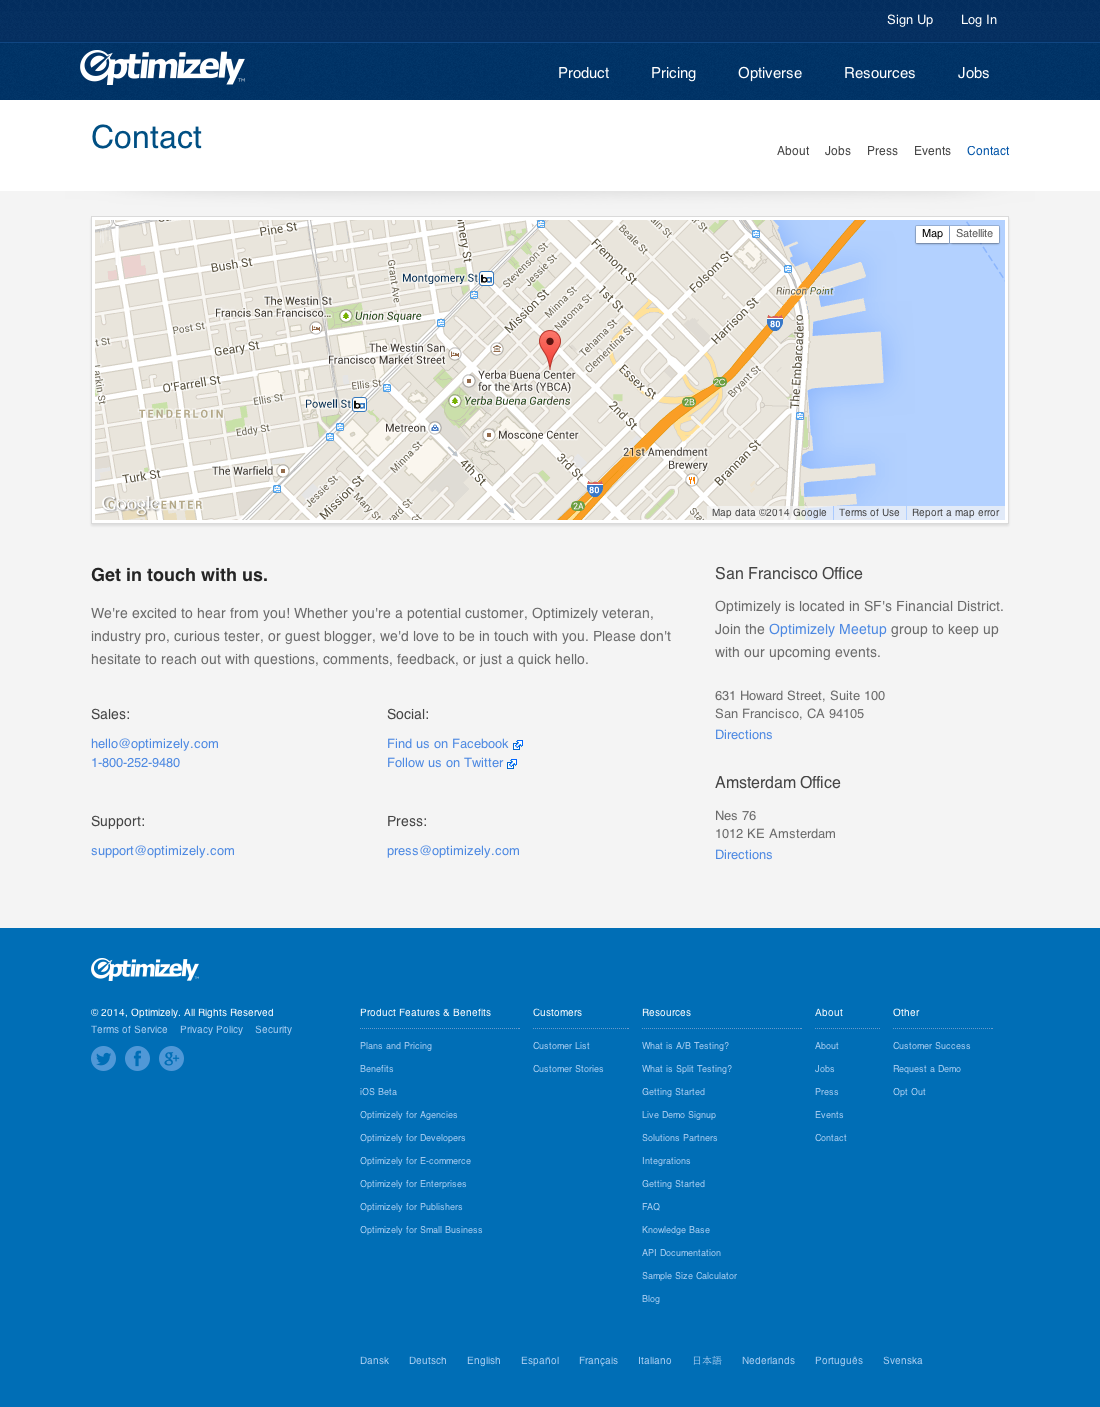 Sign Up Log In
Optimizely
Product Pricing Optiverse Resources Jobs
Contact
About Jobs Press Events Contact
Map Satellite
Pine St
Bush St
Grant Ave
Montgomery St
Stevenson St
Jessie St
Beale St
Fremont St
Folsom St
Rincon Point
The Westin St
Francis San Francisco...
Union Square
Post St
Geary St
Mission St
Minna St
Natoma St
1st St
Harrison St
80
The Westin San
Francisco Market Street
Tehama St
Clementina St
The Embarcadero
O'Farrell St
Ellis St
Ellis St
Yerba Buena Center
for the Arts (YBCA)
Yerba Buena Gardens
Essex St
2C
Bryant St
2B
Larkin St
TENDERLOIN
Powell St
Eddy St
Metreon
Moscone Center
2nd St
21st Amendment
Brewery
The Warfield
Minna St
4th St
3rd St
Brannan St
Turk St
Jessie St
Mission St
80
2A
Google
CENTER
Map data ©2014 Google Terms of Use Report a map error
Get in touch with us.
We're excited to hear from you! Whether you're a potential customer, Optimizely veteran,
industry pro, curious tester, or guest blogger, we'd love to be in touch with you. Please don't
hesitate to reach out with questions, comments, feedback, or just a quick hello.
Sales:
hello@optimizely.com
1-800-252-9480
Social:
Find us on Facebook
Follow us on Twitter
Support:
support@optimizely.com
Press:
press@optimizely.com
San Francisco Office
Optimizely is located in SF's Financial District.
Join the Optimizely Meetup group to keep up
with our upcoming events.
631 Howard Street, Suite 100
San Francisco, CA 94105
Directions
Amsterdam Office
Nes 76
1012 KE Amsterdam
Directions
Optimizely
© 2014, Optimizely. All Rights Reserved
Terms of Service Privacy Policy Security
Product Features & Benefits
Plans and Pricing
Benefits
iOS Beta
Optimizely for Agencies
Optimizely for Developers
Optimizely for E-commerce
Optimizely for Enterprises
Optimizely for Publishers
Optimizely for Small Business
Customers
Customer List
Customer Stories
Resources
What is A/B Testing?
What is Split Testing?
Getting Started
Live Demo Signup
Solutions Partners
Integrations
Getting Started
FAQ
Knowledge Base
API Documentation
Sample Size Calculator
Blog
About
About
Jobs
Press
Events
Contact
Other
Customer Success
Request a Demo
Opt Out
Dansk Deutsch English Español Français Italiano 日本語 Nederlands Português Svenska